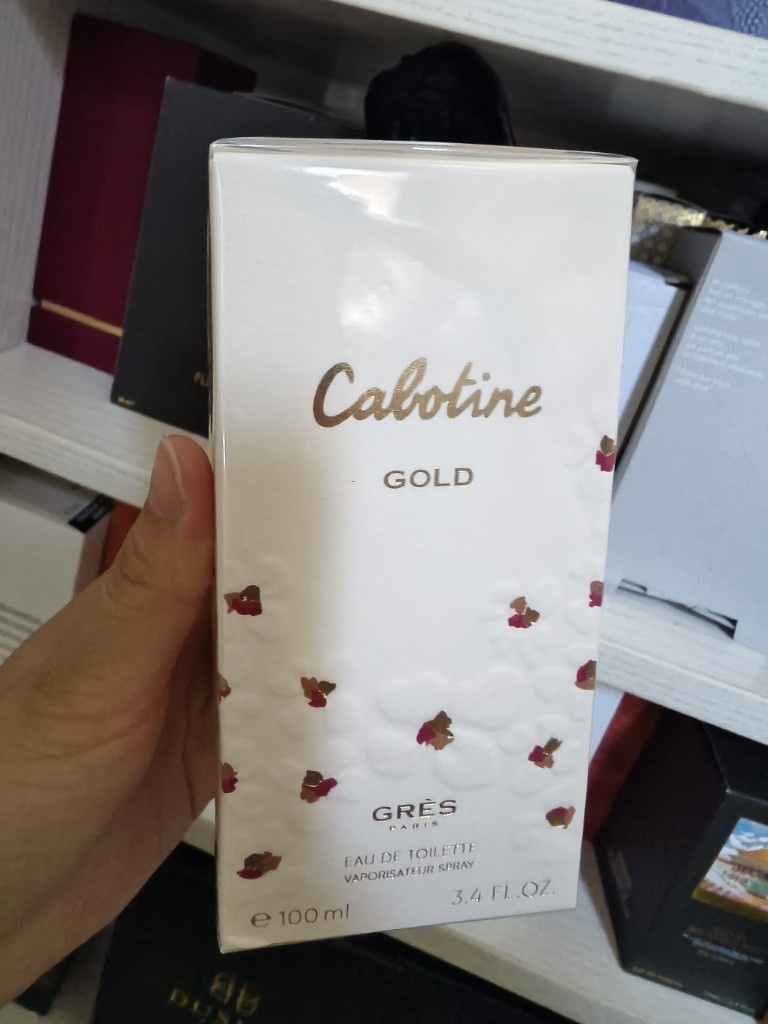 Cabotine
GOLD
GRÈS
PARIS
EAU DE TOILETTE
VAPORISATEUR SPRAY
3.4 FL.OZ.
e 100 ml